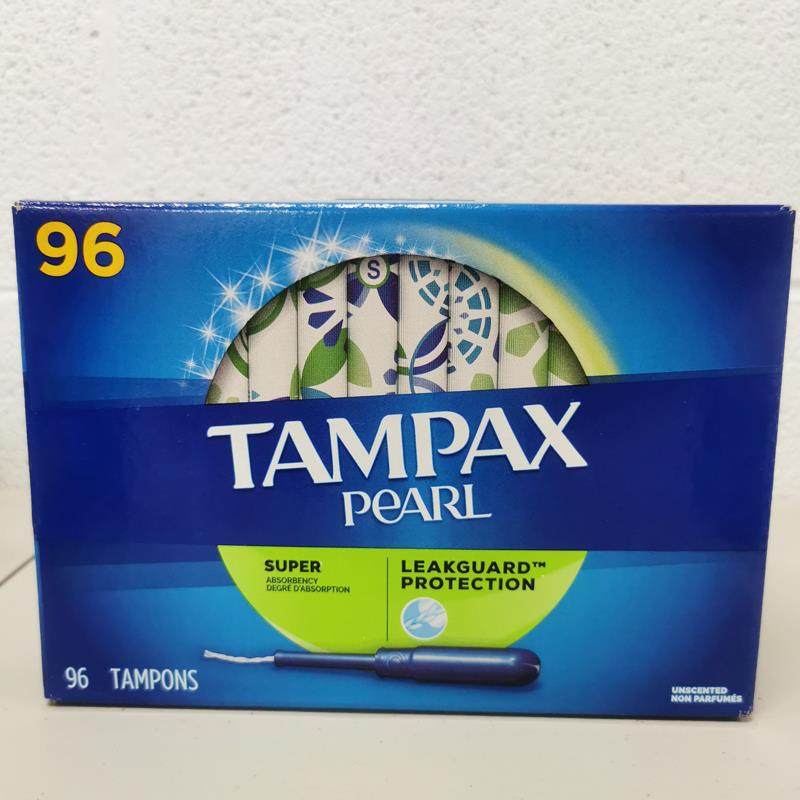 96
S
TAMPAX
PEARL
SUPER
ABSORBENCY
DEGRÉ D'ABSORPTION
LEAKGUARD™
PROTECTION
96 TAMPONS
UNSCENTED
NON PARFUMÉS